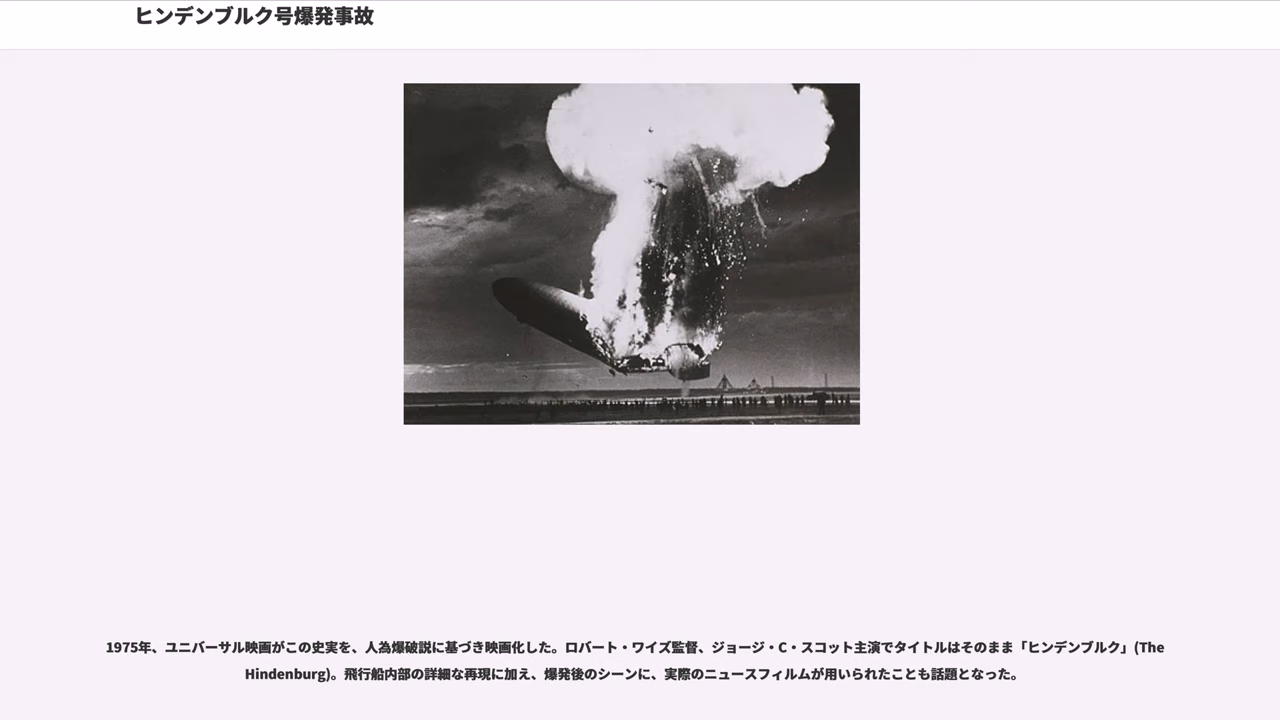 ヒンデンブルク号爆発事故
1975年、ユニバーサル映画がこの史実を、人為爆破説に基づき映画化した。ロバート・ワイズ監督、ジョージ・C・スコット主演でタイトルはそのまま「ヒンデンブルク」(The
Hindenburg)。飛行船内部の詳細な再現に加え、爆発後のシーンに、実際のニュースフィルムが用いられたことも話題となった。